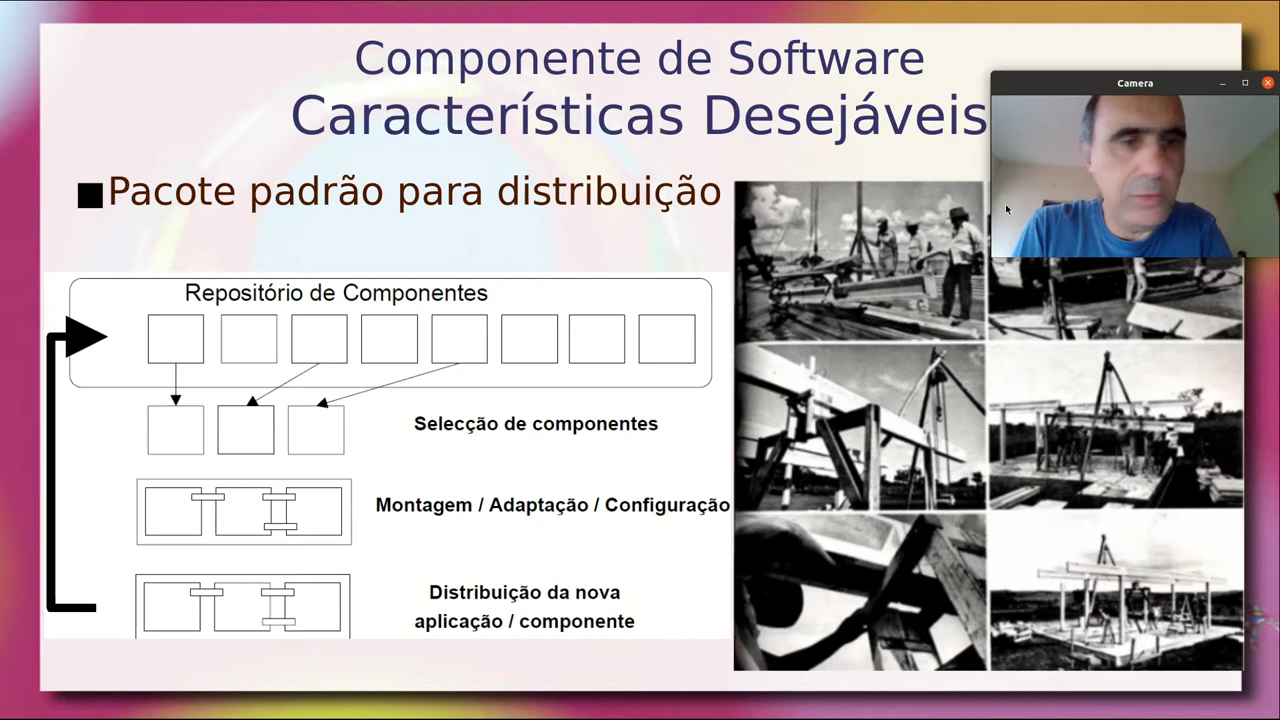 Componente de Software
Características Desejáveis
Camera
■Pacote padrão para distribuição
Repositório de Componentes
Selecção de componentes
Montagem / Adaptação / Configuração
Distribuição da nova
aplicação / componente